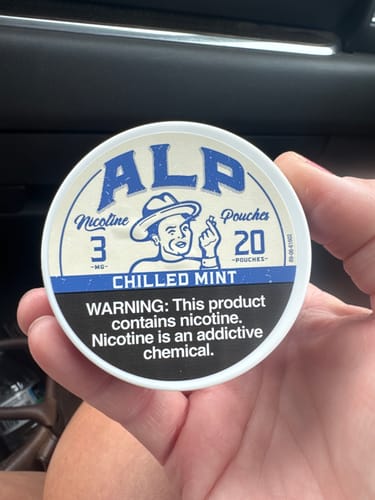 ALP
Nicotine Pouches
3 20
-MG- -POUCHES-
CHILLED MINT
WARNING: This product
contains nicotine.
Nicotine is an addictive
chemical.